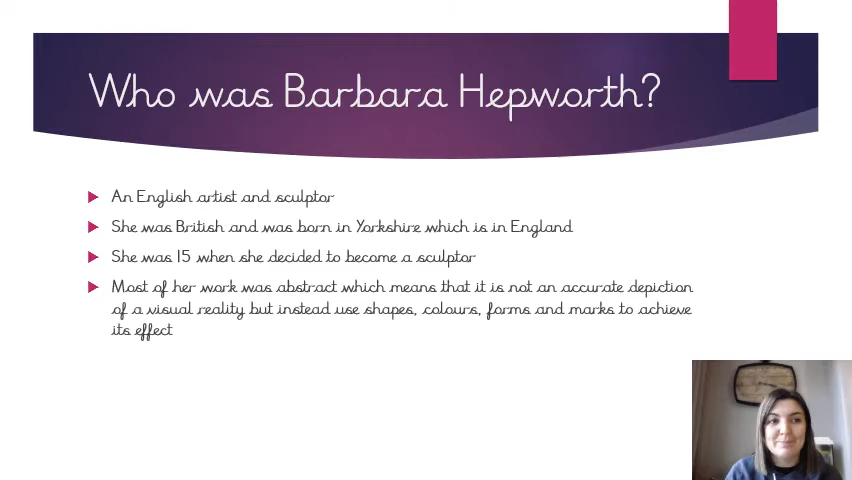 Who was Barbara Hepworth?
An English artist and sculptor
She was British and was born in Yorkshire which is in England
She was 15 when she decided to become a sculptor
Most of her work was abstract which means that it is not an accurate depiction
of a visual reality but instead use shapes, colours, forms and marks to achieve
its effect